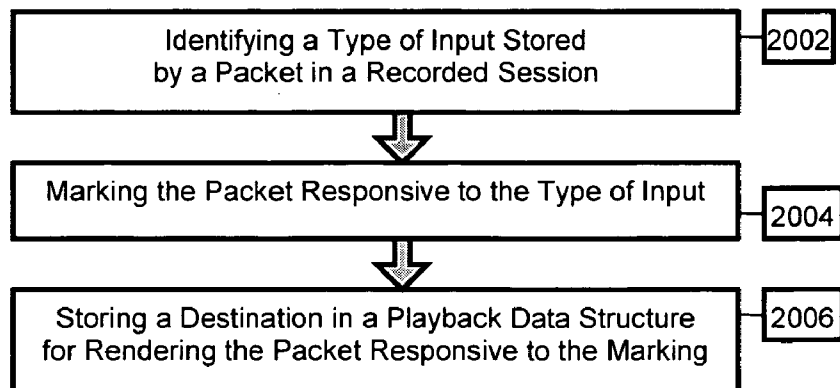 Identifying a Type of Input Stored
by a Packet in a Recorded Session
2002
Marking the Packet Responsive to the Type of Input
2004
Storing a Destination in a Playback Data Structure
for Rendering the Packet Responsive to the Marking
2006